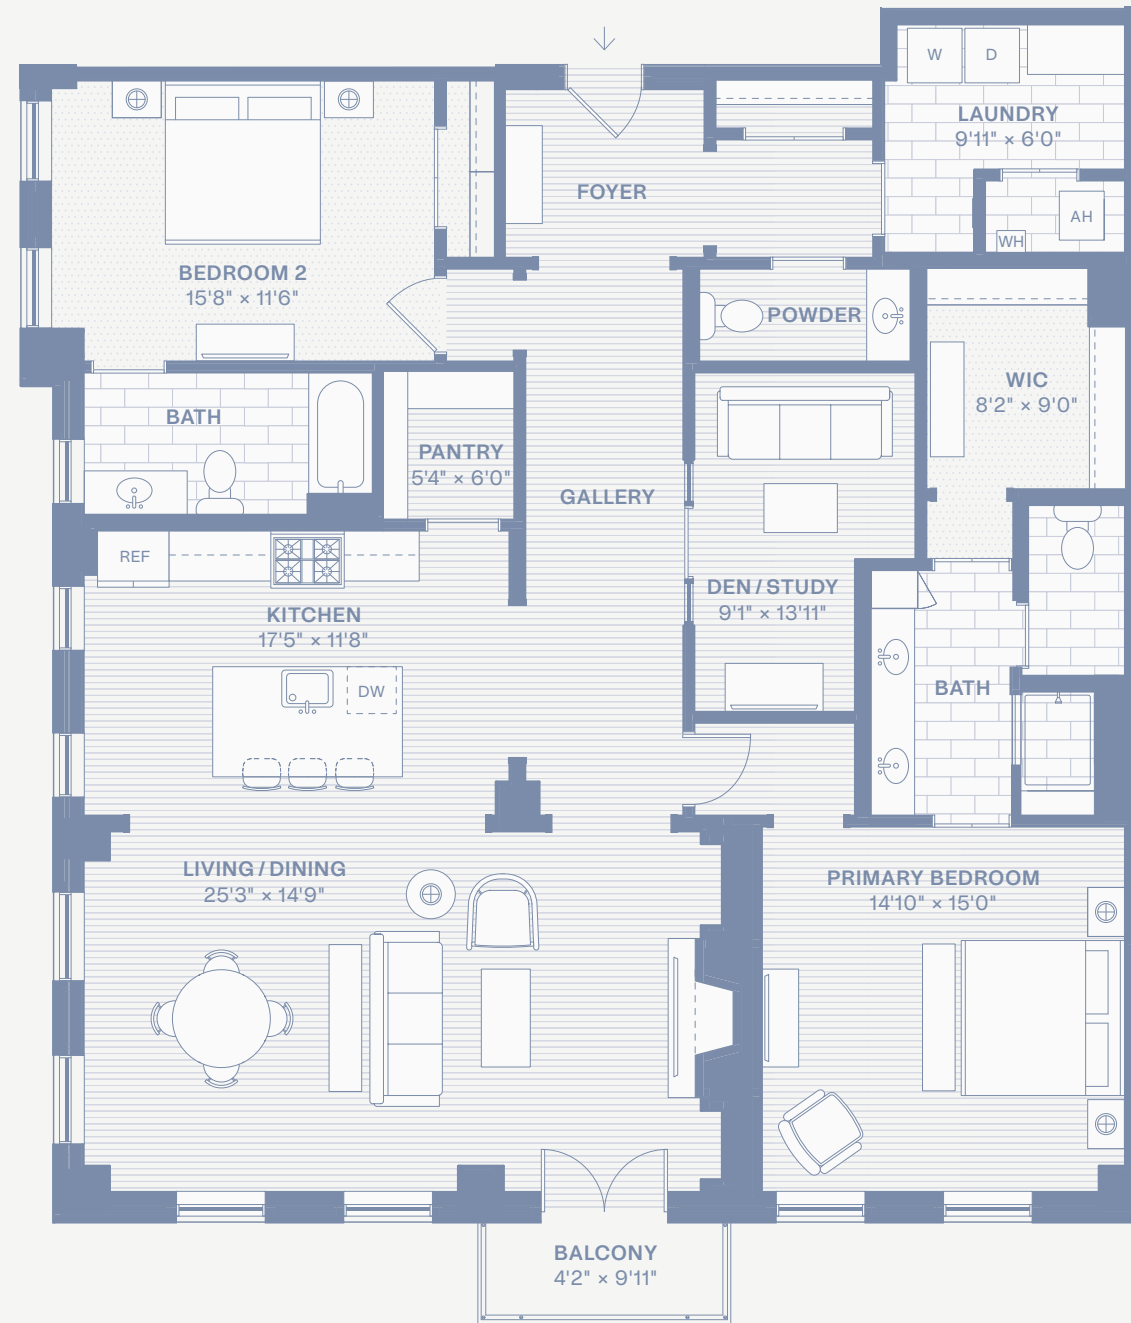 W
D
LAUNDRY
9'11" × 6'0"
FOYER
AH
WH
BEDROOM 2
15'8" × 11'6"
POWDER
WIC
8'2" × 9'0"
BATH
PANTRY
5'4" × 6'0"
GALLERY
REF
DEN / STUDY
9'1" × 13'11"
KITCHEN
17'5" × 11'8"
DW
BATH
LIVING / DINING
25'3" × 14'9"
PRIMARY BEDROOM
14'10" × 15'0"
BALCONY
4'2" × 9'11"